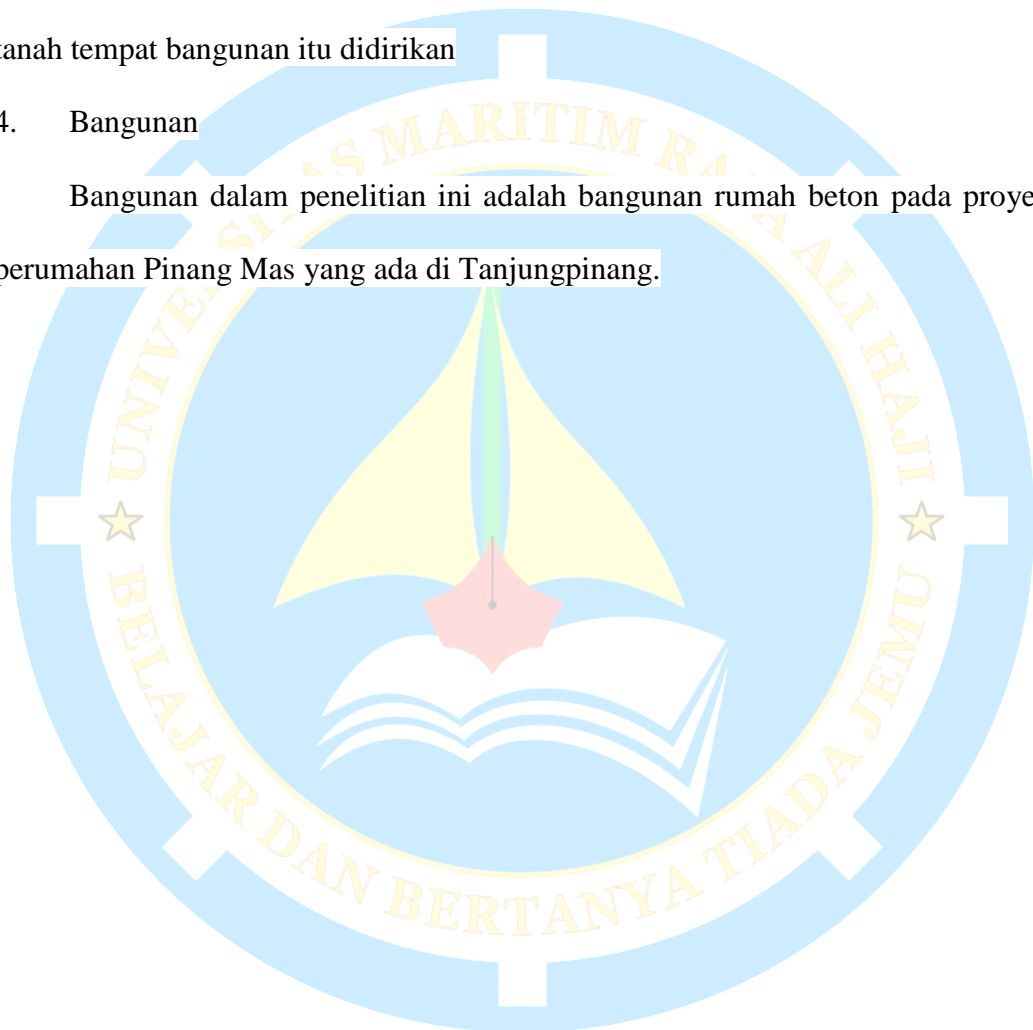 tanah tempat bangunan itu didirikan
4. Bangunan
Bangunan dalam penelitian ini adalah bangunan rumah beton pada proye
perumahan Pinang Mas yang ada di Tanjungpinang.
UNIVERSITAS MARITIM RAJA ALI HAJI
BELAJAR DAN BERTANYA TIADA JEMU